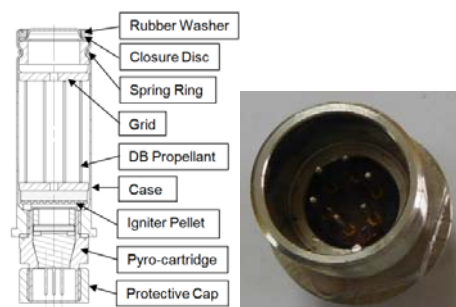 Rubber Washer
Closure Disc
Spring Ring
Grid
DB Propellant
Case
Igniter Pellet
Pyro-cartridge
Protective Cap